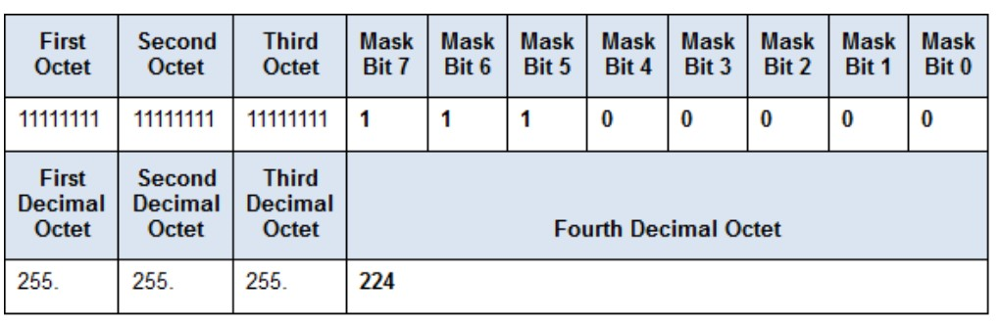 First Octet Second Octet Third Octet Mask Bit 7 Mask Bit 6 Mask Bit 5 Mask Bit 4 Mask Bit 3 Mask Bit 2 Mask Bit 1 Mask Bit 0
11111111 11111111 11111111 1 1 1 0 0 0 0 0
First Decimal Octet Second Decimal Octet Third Decimal Octet Fourth Decimal Octet
255. 255. 255. 224